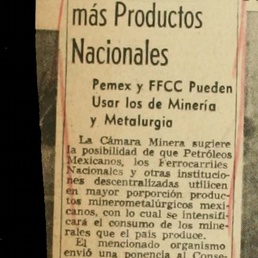 más Productos
Nacionales
Pemex y FFCC Pueden
Usar los de Minería
y Metalurgia
La Cámara Minera sugiere
la posibilidad de que Petróleos
Mexicanos, los Ferrocarriles
Nacionales y otras institucio
nes descentralizadas utilicen
en mayor porporción produc
tos minerometalúrgicos mexi
canos, con lo cual se intensifi
cará el consumo de los mine
rales que el país produce.
El mencionado organismo
envió una ponencia al Conse